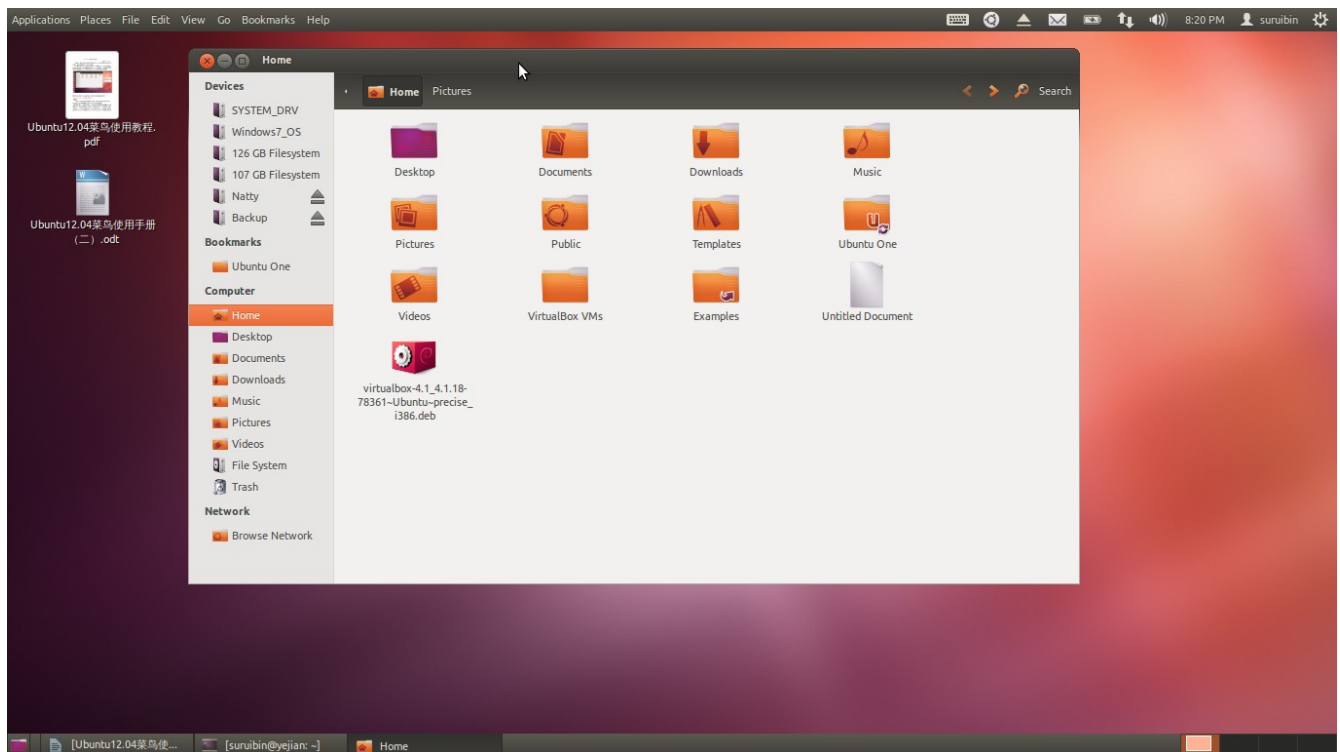 Applications Places File Edit View Go Bookmarks Help
8:20 PM suruibin
Ubuntu12.04菜鸟使用教程.
pdf
Ubuntu12.04菜鸟使用手册
（二）.odt
Home
Home Pictures
Search
Devices
SYSTEM_DRV
Windows7_OS
126 GB Filesystem
107 GB Filesystem
Natty
Backup
Bookmarks
Ubuntu One
Computer
Home
Desktop
Documents
Downloads
Music
Pictures
Videos
File System
Trash
Network
Browse Network
Desktop Documents Downloads Music
Pictures Public Templates Ubuntu One
Videos VirtualBox VMs Examples Untitled Document
virtualbox-4.1_4.1.18-
78361~Ubuntu~precise_
i386.deb
[Ubuntu12.04菜鸟使... [suruibin@yejian: ~] Home